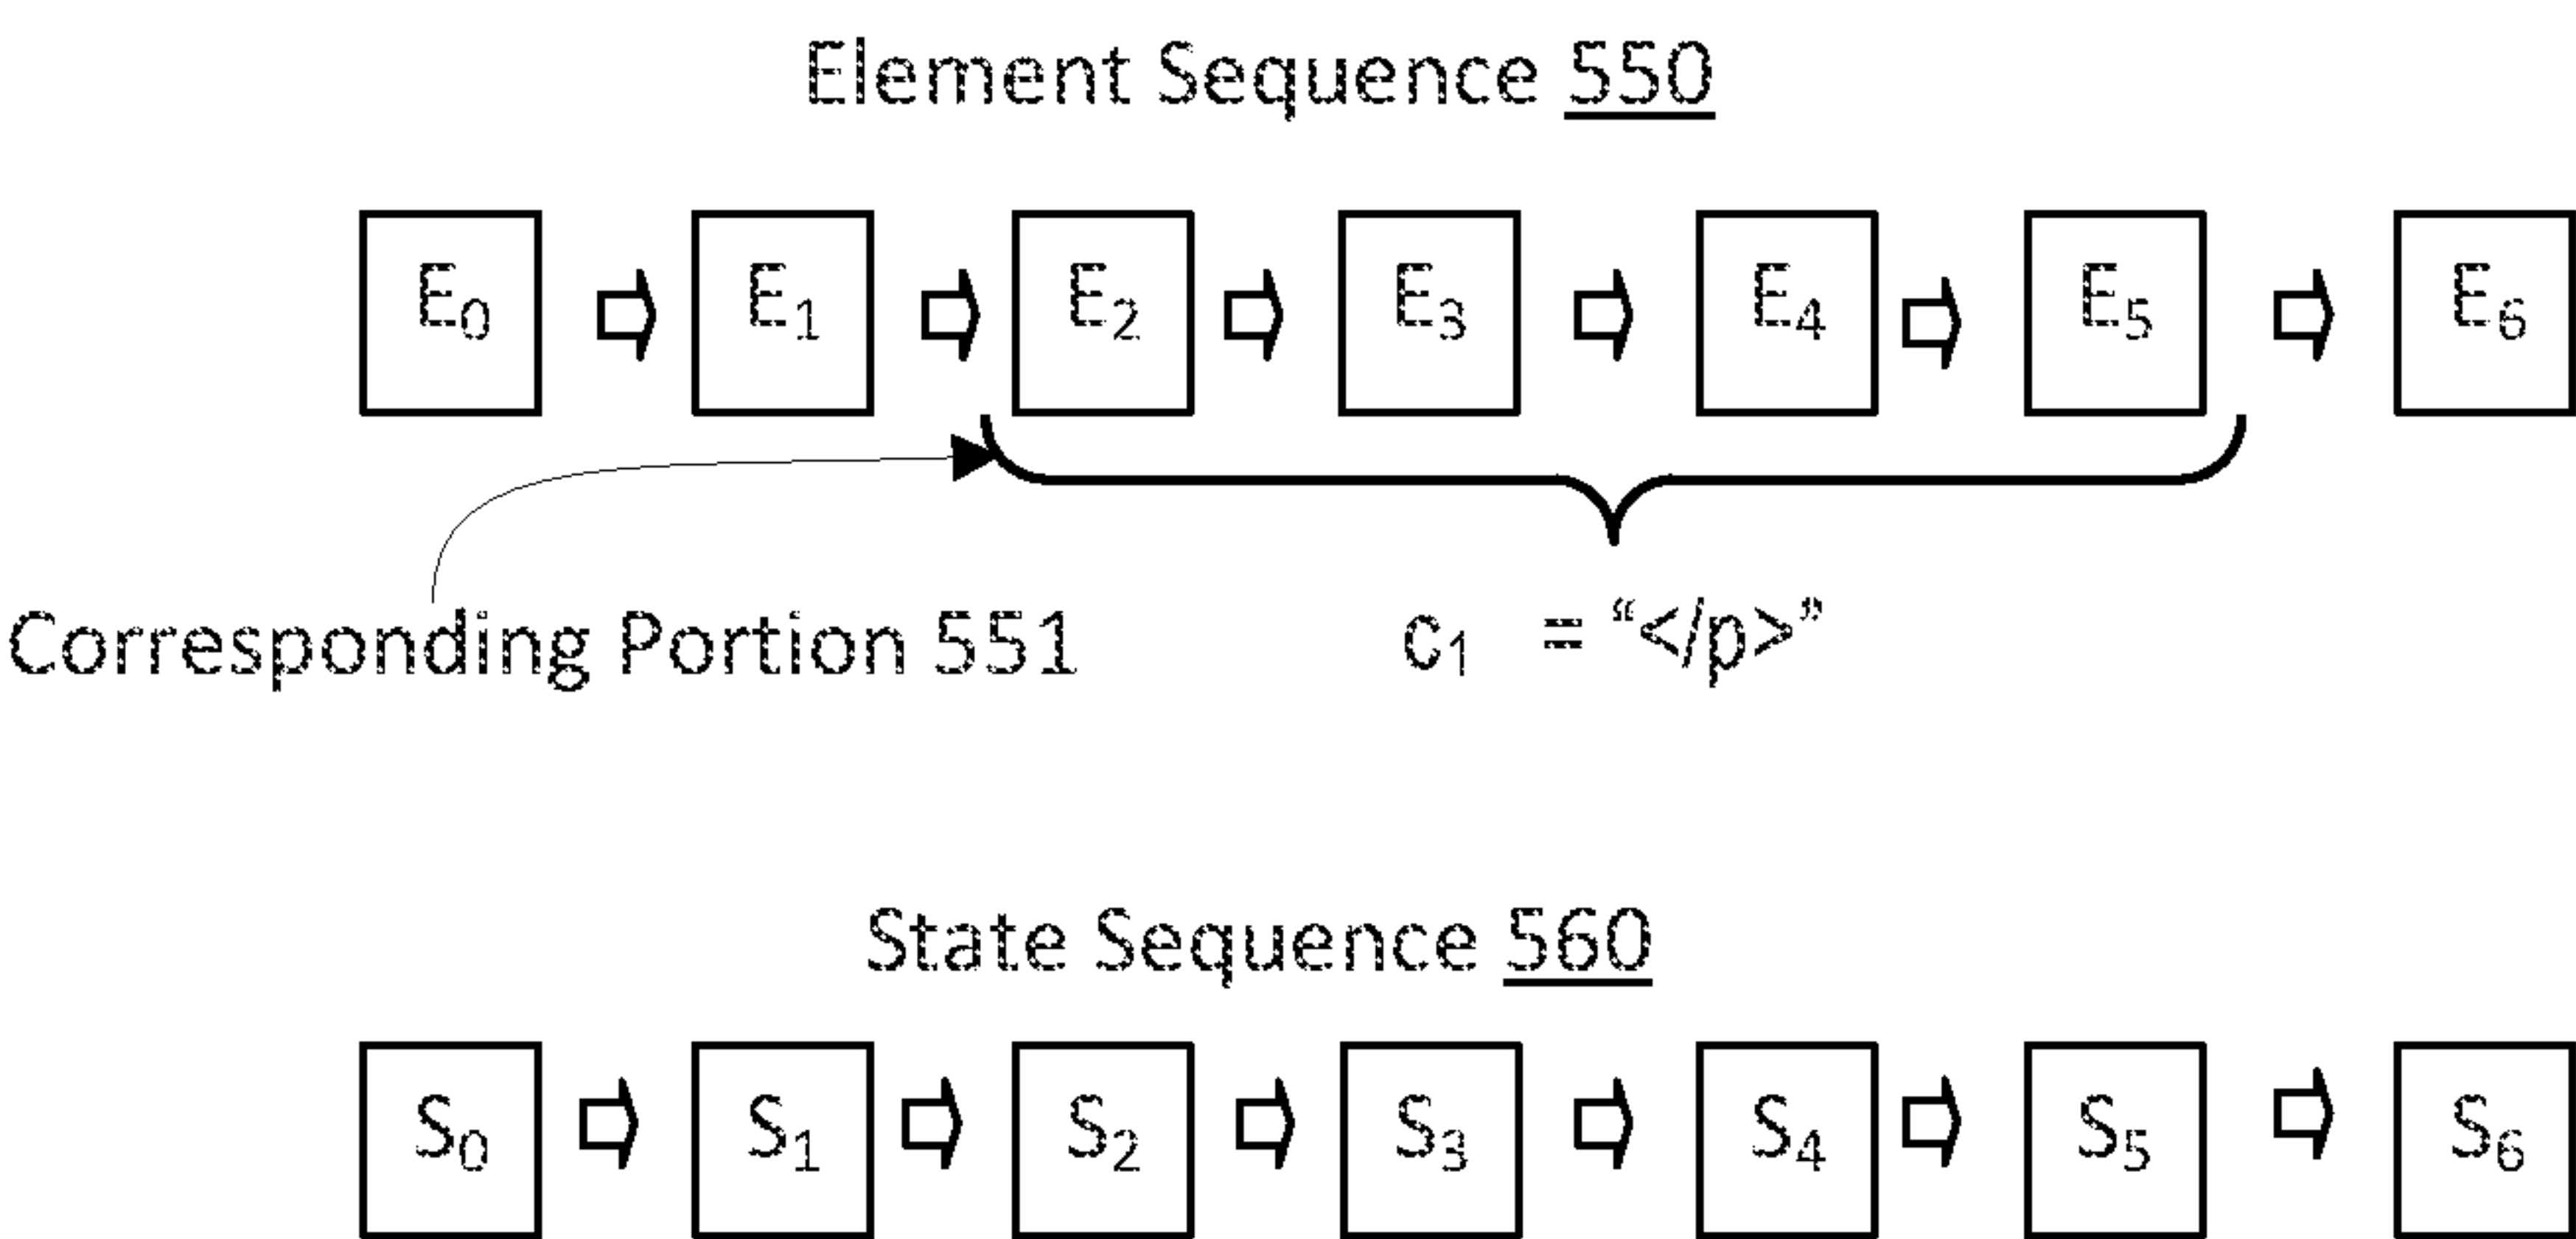 Element Sequence 550
E0 E1 E2 E3 E4 E5 E6
Corresponding Portion 551
c1 = “</p>”
State Sequence 560
S0 S1 S2 S3 S4 S5 S6